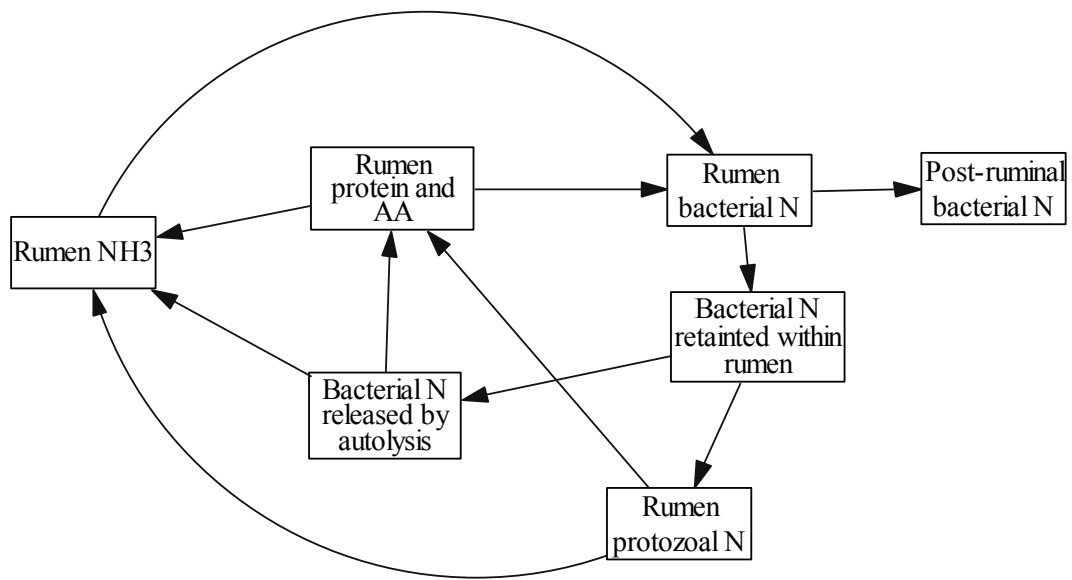 Rumen
protein and
AA
Rumen
bacterial N
Post-ruminal
bacterial N
Rumen NH3
Bacterial N
retainted within
rumen
Bacterial N
released by
autolysis
Rumen
protozoal N